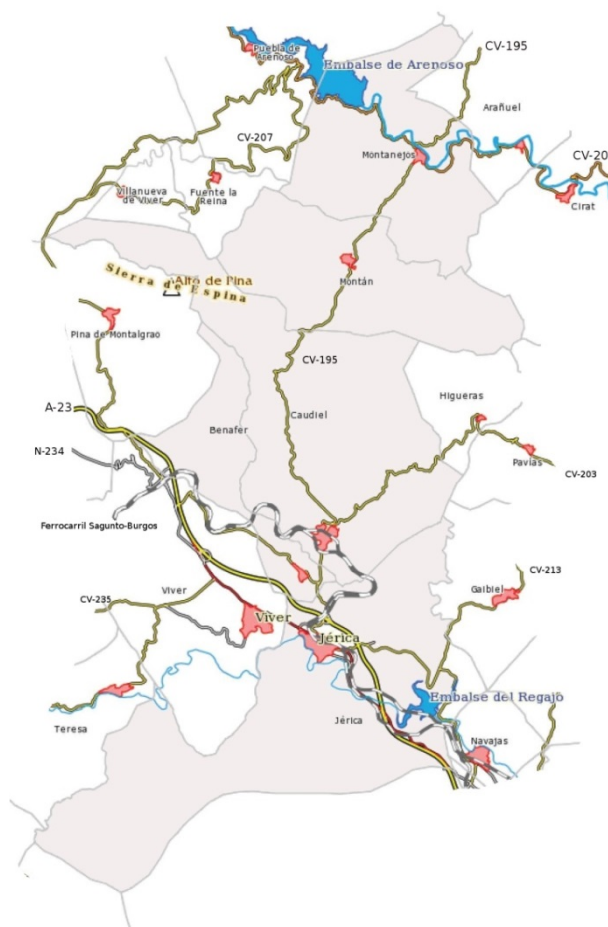 Puebla de
Arenoso
Embalse de Arenoso
CV-195
Arañuel
CV-207
Montanejos
CV-20
Villanueva
de Viver
Fuente la
Reina
Cirat
Sierra de Espina
Alto de Pina
Montán
Pina de Montalgrao
CV-195
A-23
Benafer
Caudiel
Higueras
N-234
Pavías
CV-203
Ferrocarril Sagunto-Burgos
CV-213
Gaibiel
Viver
CV-235
Viver
Jérica
Embalse del Regajo
Teresa
Jérica
Navajas